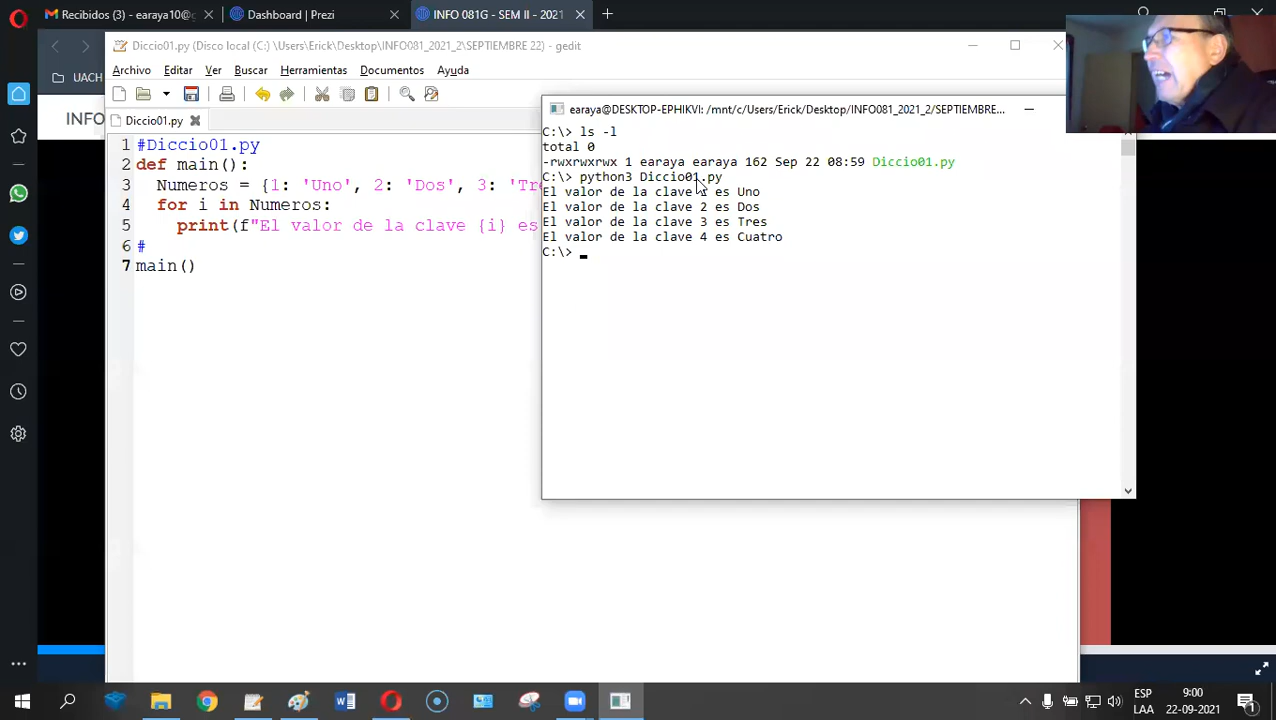 Recibidos (3) - earaya10@g
Dashboard | Prezi
INFO 081G - SEM II - 2021
UACH
INFO
Diccio01.py (Disco local (C:) \Users\Erick\Desktop\INFO081_2021_2\SEPTIEMBRE 22) - gedit
Archivo Editar Ver Buscar Herramientas Documentos Ayuda
Diccio01.py
1 #Diccio01.py
2 def main():
3 Numeros = {1: 'Uno', 2: 'Dos', 3: 'Tre
4 for i in Numeros:
5 print(f"El valor de la clave {i} es
6 #
7 main()
earaya@DESKTOP-EPHIKVI: /mnt/c/Users/Erick/Desktop/INFO081_2021_2/SEPTIEMBRE...
C:\> ls -l
total 0
-rwxrwxrwx 1 earaya earaya 162 Sep 22 08:59 Diccio01.py
C:\> python3 Diccio01.py
El valor de la clave 1 es Uno
El valor de la clave 2 es Dos
El valor de la clave 3 es Tres
El valor de la clave 4 es Cuatro
C:\>
ESP
LAA
9:00
22-09-2021
1